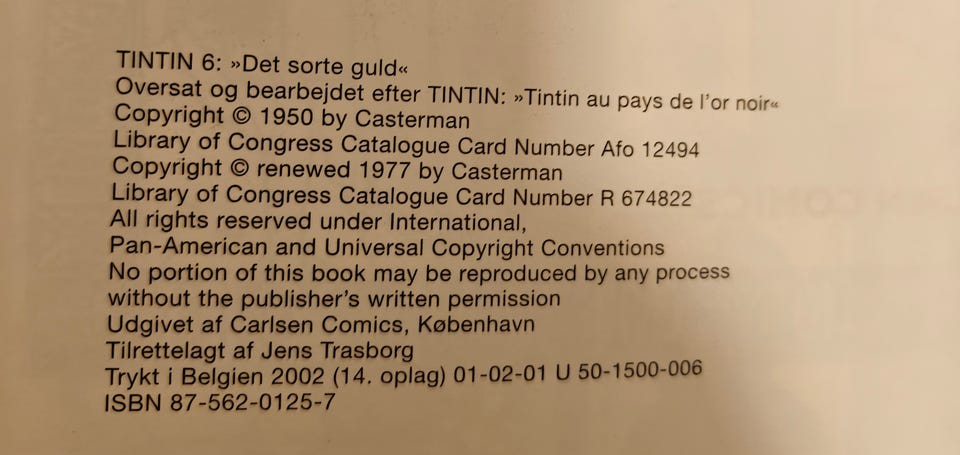 TINTIN 6: »Det sorte guld«
Oversat og bearbejdet efter TINTIN: »Tintin au pays de l'or noir«
Copyright © 1950 by Casterman
Library of Congress Catalogue Card Number Afo 12494
Copyright © renewed 1977 by Casterman
Library of Congress Catalogue Card Number R 674822
All rights reserved under International,
Pan-American and Universal Copyright Conventions
No portion of this book may be reproduced by any process
without the publisher's written permission
Udgivet af Carlsen Comics, København
Tilrettelagt af Jens Trasborg
Trykt i Belgien 2002 (14. oplag) 01-02-01 U 50-1500-006
ISBN 87-562-0125-7